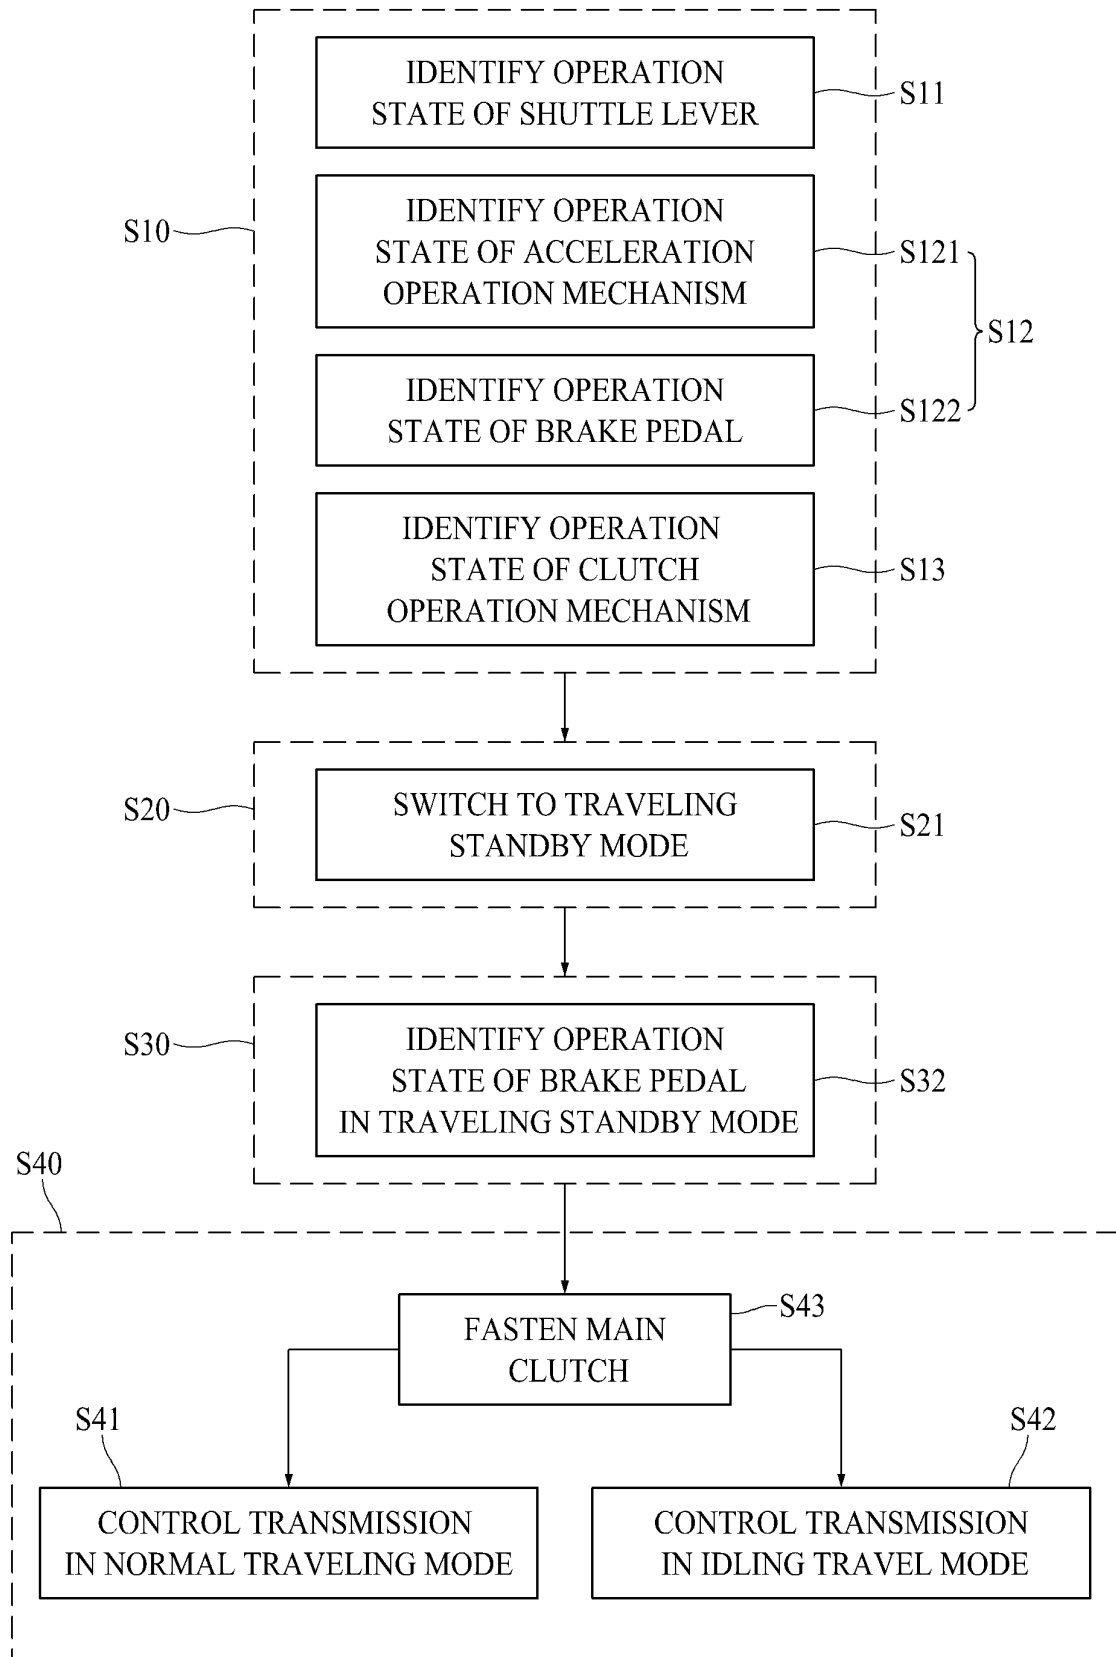 IDENTIFY OPERATION
STATE OF SHUTTLE LEVER
S11
S10
IDENTIFY OPERATION
STATE OF ACCELERATION
OPERATION MECHANISM
S121
S12
IDENTIFY OPERATION
STATE OF BRAKE PEDAL
S122
IDENTIFY OPERATION
STATE OF CLUTCH
OPERATION MECHANISM
S13
S20
SWITCH TO TRAVELING
STANDBY MODE
S21
S30
IDENTIFY OPERATION
STATE OF BRAKE PEDAL
IN TRAVELING STANDBY MODE
S32
S40
FASTEN MAIN
CLUTCH
S43
S41
CONTROL TRANSMISSION
IN NORMAL TRAVELING MODE
S42
CONTROL TRANSMISSION
IN IDLING TRAVEL MODE